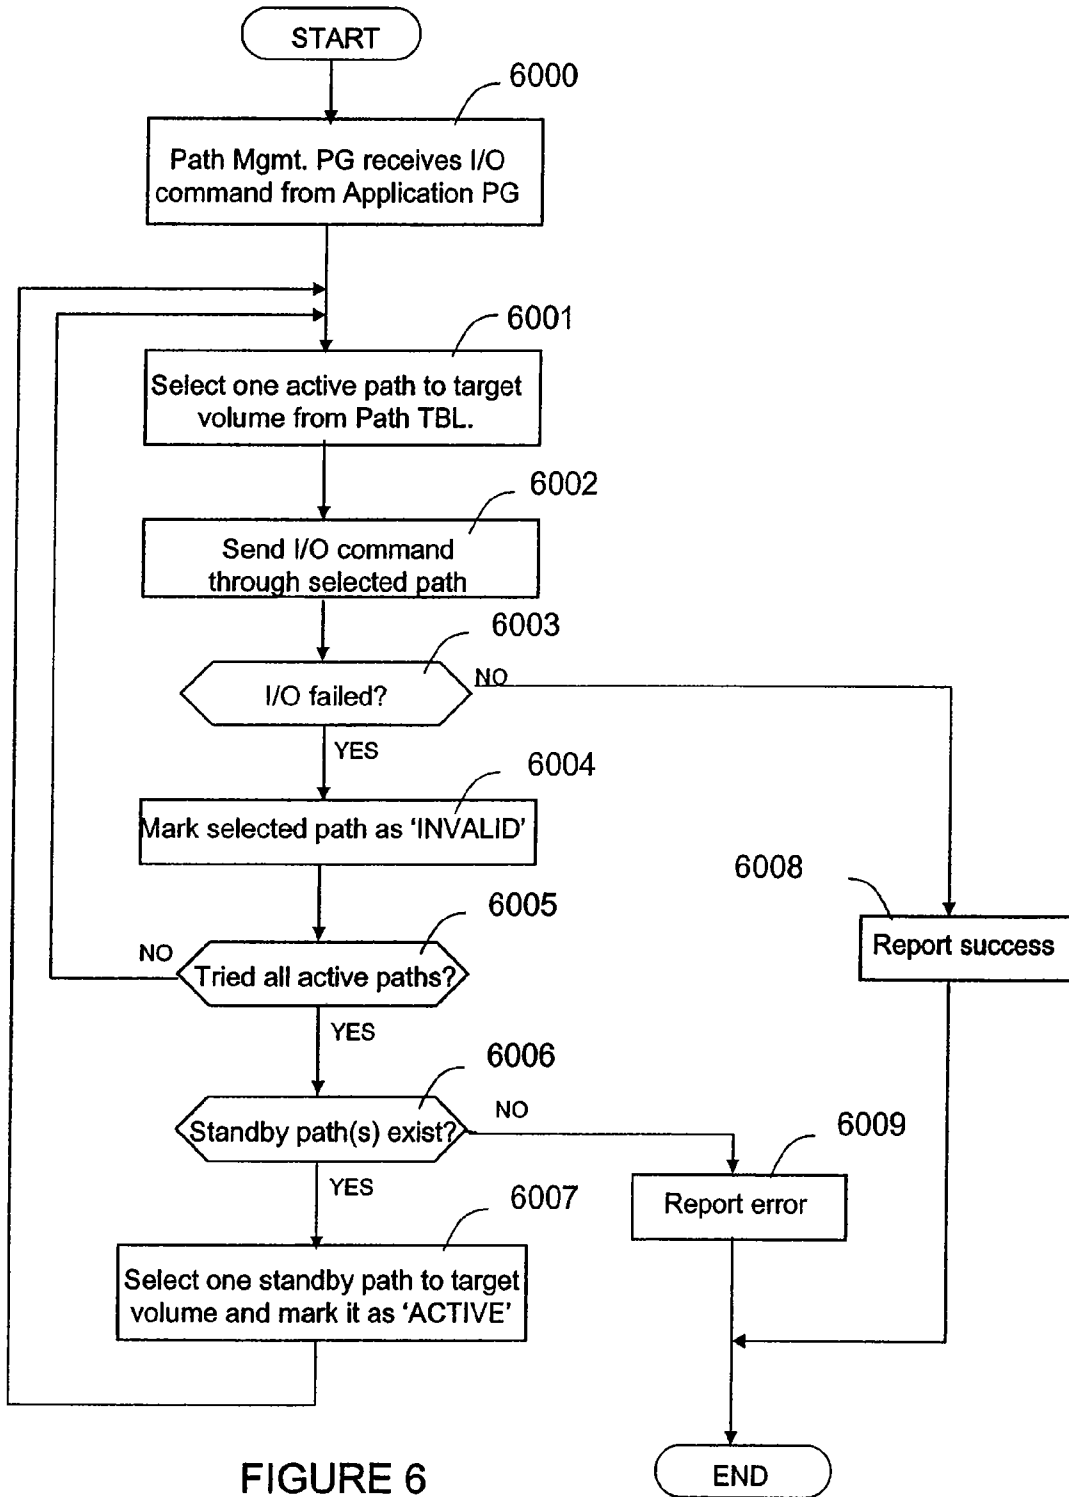 START
6000
Path Mgmt. PG receives I/O
command from Application PG
6001
Select one active path to target
volume from Path TBL.
6002
Send I/O command
through selected path
6003
I/O failed?
NO
YES
6004
Mark selected path as ‘INVALID’
6008
Report success
6005
NO
Tried all active paths?
YES
6006
Standby path(s) exist?
NO
6009
Report error
YES
6007
Select one standby path to target
volume and mark it as ‘ACTIVE’
FIGURE 6
END